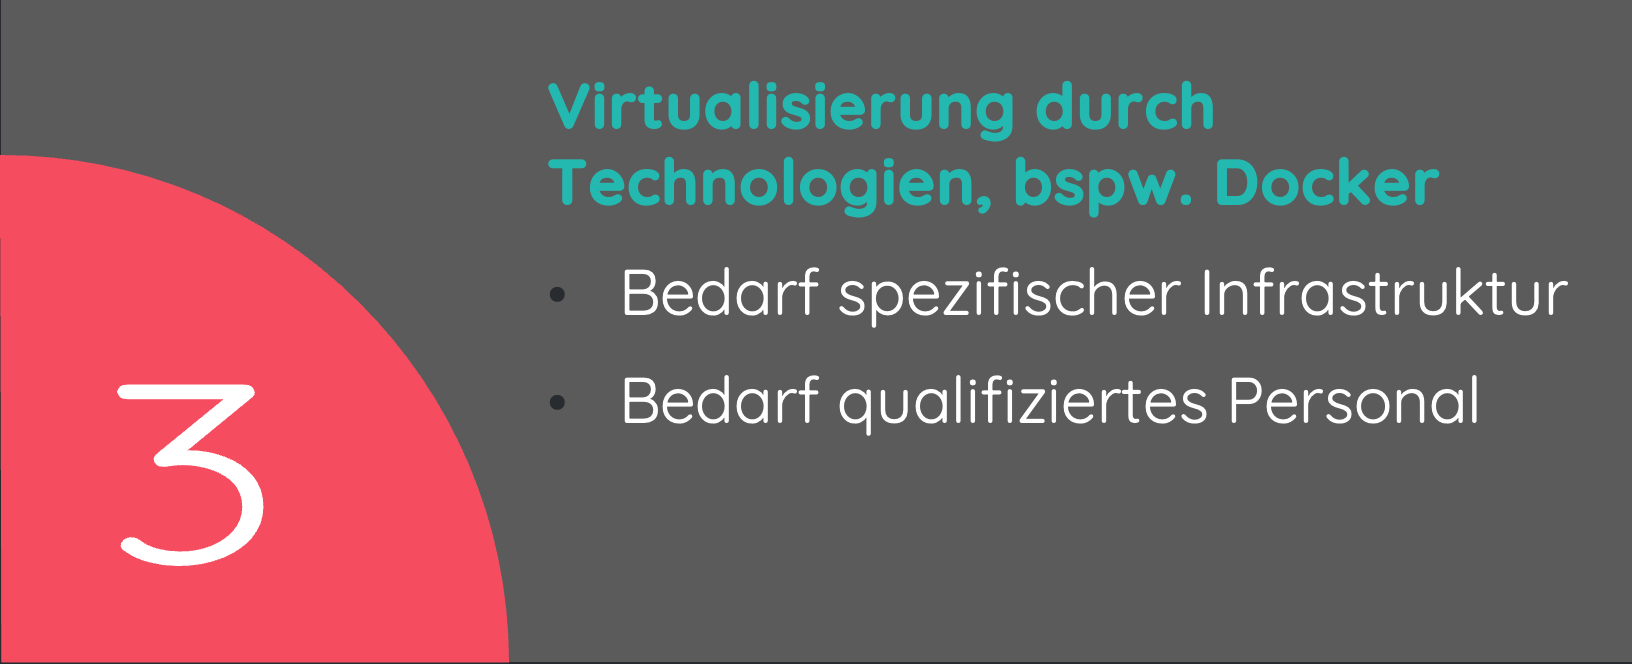 Virtualisierung durch
Technologien, bspw. Docker
• Bedarf spezifischer Infrastruktur
• Bedarf qualifiziertes Personal
3